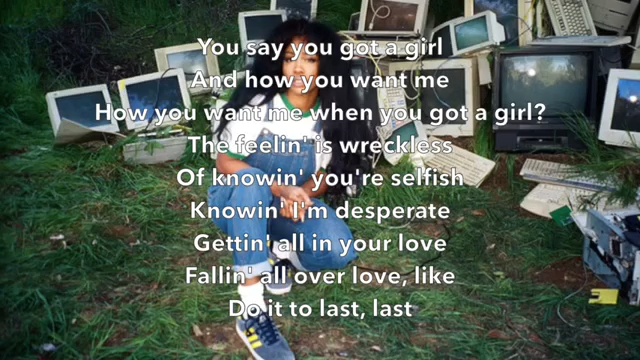 You say you got a girl
And how you want me
How you want me when you got a girl?
The feelin' is wreckless
Of knowin' you're selfish
Knowin' I'm desperate
Gettin' all in your love
Fallin' all over love, like
Do it to last, last